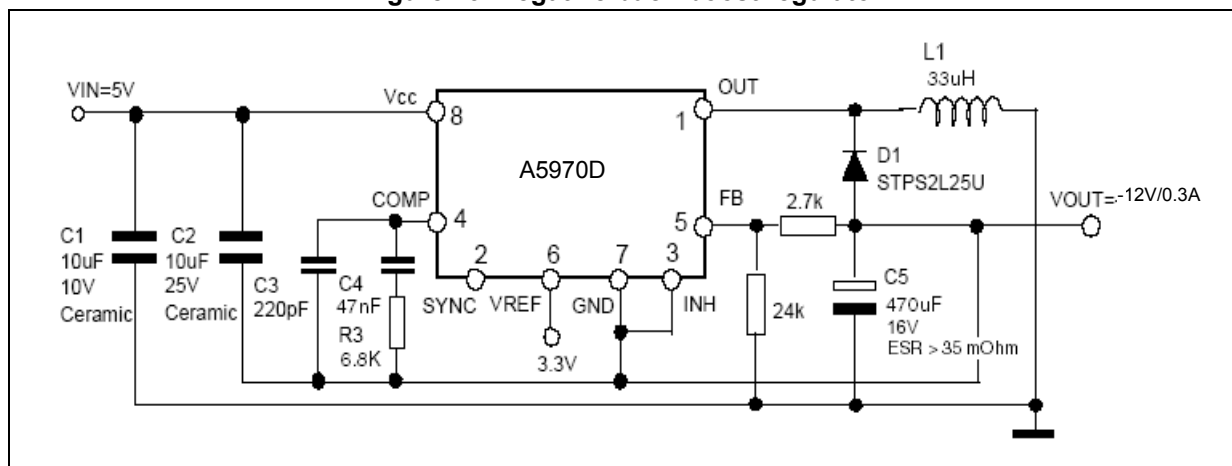 L1
33uH
VIN=5V
Vcc
OUT
8
1
A5970D
D1
STPS2L25U
COMP
FB
2.7k
VOUT=-12V/0.3A
4
5
C1
10uF
10V
Ceramic
C2
10uF
25V
Ceramic
C3
220pF
C4
47nF
R3
6.8K
2
6
7
3
SYNC
VREF
GND
INH
3.3V
24k
C5
470uF
16V
ESR > 35 mOhm